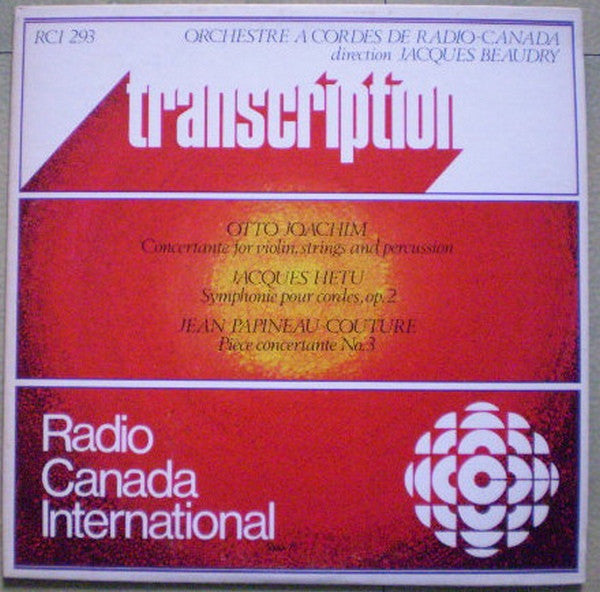 RCI 293
ORCHESTRE A CORDES DE RADIO-CANADA
direction JACQUES BEAUDRY
transcription
OTTO JOACHIM
Concertante for violin, strings and percussion
JACQUES HETU
Symphonie pour cordes, op. 2
JEAN PAPINEAU-COUTURE
Pièce concertante No. 3
Radio
Canada
International